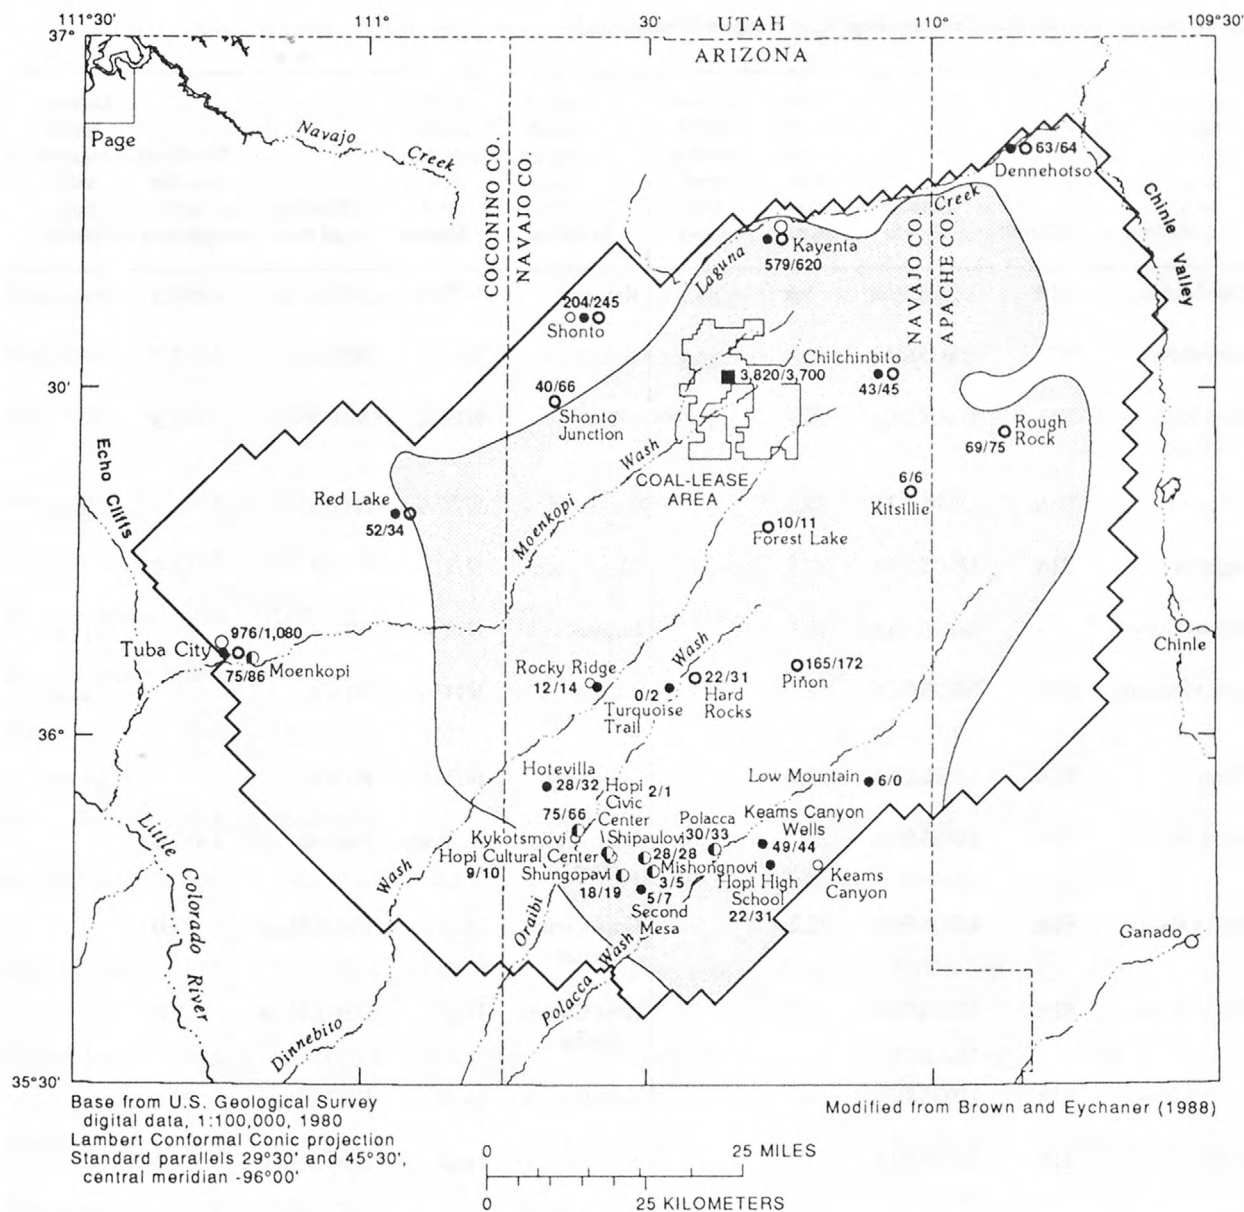 111°30'
111°
30'
110°
109°30'
37°
UTAH
ARIZONA
Page
Navajo
Creek
COCONINO CO.
NAVAJO CO.
63/64
Dennehotso
Creek
Chinle
Valley
Laguna
Kayenta
579/620
NAVAJO CO.
APACHE CO.
204/245
Shonto
Chilchinbito
3,820/3,700
43/45
30'
40/66
Shonto
Junction
Rough
Rock
69/75
Echo Cliffs
Wash
COAL-LEASE
AREA
6/6
Kitsillie
Red Lake
52/34
Moenkopi
10/11
Forest Lake
976/1,080
Tuba City
Moenkopi
75/86
Chinle
Wash
Rocky Ridge
12/14
165/172
Piñon
22/31
Hard
Rocks
0/2
Turquoise
Trail
36°
Hotevilla
28/32
Hopi
Civic
Center
2/1
Low Mountain
6/0
75/66
Polacca
30/33
Keams Canyon
Wells
49/44
Kykotsmovi
Shipaulovi
Hopi Cultural Center
9/10
28/28
Mishongnovi
3/5
Shungopavi
18/19
5/7
Second
Mesa
Hopi High
School
22/31
Keams
Canyon
Little
Colorado
River
Wash
Oraibi
Wash
Polacca
Ganado
Dinnebito
35°30'
Base from U.S. Geological Survey
digital data, 1:100,000, 1980
Lambert Conformal Conic projection
Standard parallels 29°30' and 45°30',
central meridian -96°00'
Modified from Brown and Eychaner (1988)
0 25 MILES
0 25 KILOMETERS